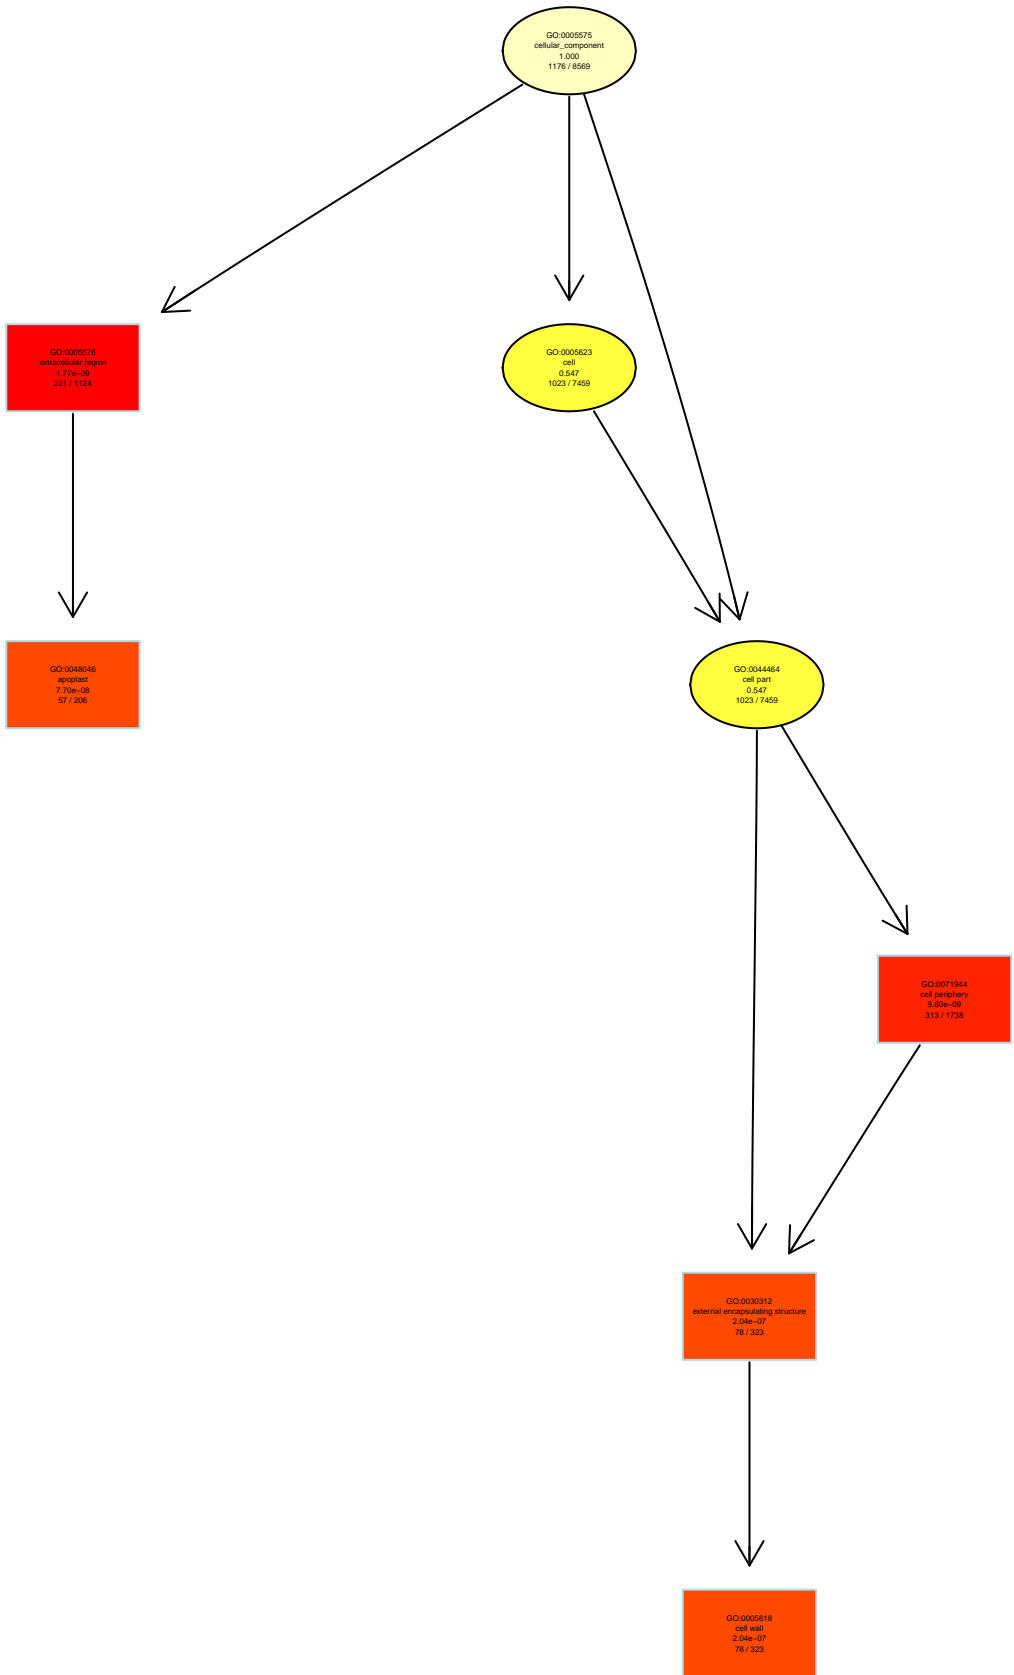 GO:0005575
cellular_component
1.000
1176 / 8569
GO:0005576
extracellular region
1.77e−09
221 / 1124
GO:0005623
cell
0.547
1023 / 7459
GO:0048046
apoplast
7.70e−08
57 / 206
GO:0044464
cell part
0.547
1023 / 7459
GO:0071944
cell periphery
9.60e−09
313 / 1738
GO:0030312
external encapsulating structure
2.04e−07
78 / 323
GO:0005618
cell wall
2.04e−07
78 / 323